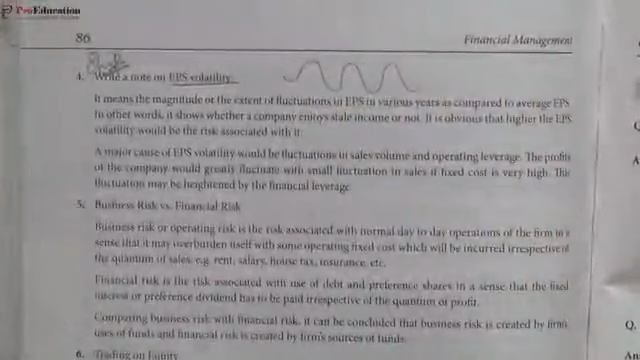 ProEducation
86
Financial Management
4. Write a note on EPS volatility.
It means the magnitude or the extent of fluctuations in EPS in various years as compared to average EPS
In other words, it shows whether a company enjoys stale income or not. It is obvious that higher the EPS
volatility would be the risk associated with it.
A major cause of EPS volatility would be fluctuations in sales volume and operating leverage. The profits
of the company would greatly fluctuate with small fluctuation in sales if fixed cost is very high. This
fluctuation may be heightened by the financial leverage.
5. Business Risk vs. Financial Risk
Business risk or operating risk is the risk associated with normal day to day operations of the firm in a
sense that it may overburden itself with some operating fixed cost which will be incurred irrespective of
the quantum of sales, e.g. rent, salary, house tax, insurance, etc.
Financial risk is the risk associated with use of debt and preference shares in a sense that the fixed
interest or preference dividend has to be paid irrespective of the quantum or profit.
Comparing business risk with financial risk, it can be concluded that business risk is created by firm's
uses of funds and financial risk is created by firm's sources of funds.
6. Trading on Equity
A
Q.
An